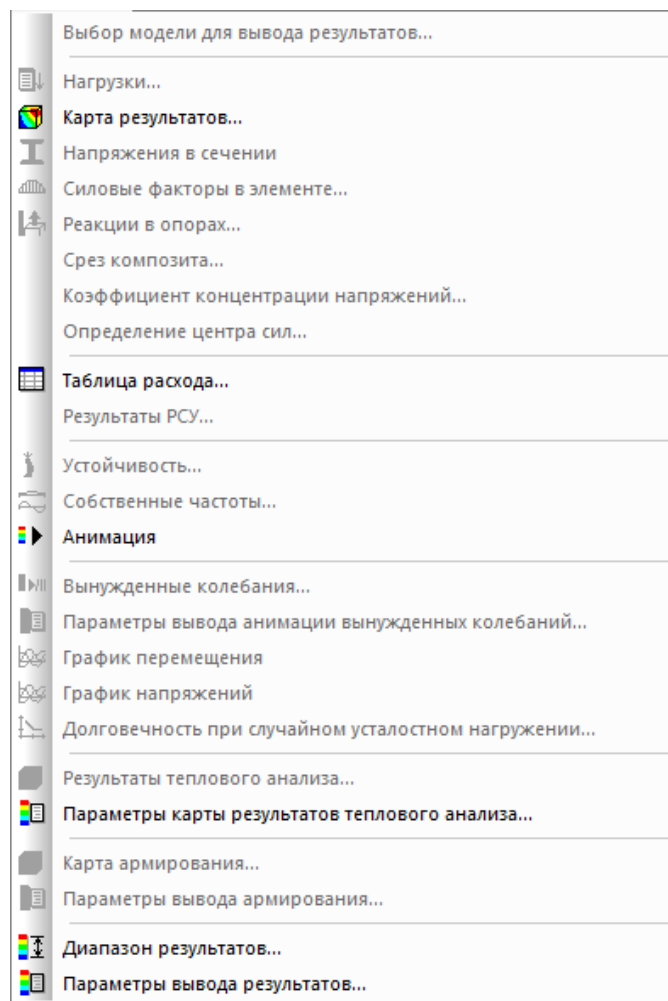 Выбор модели для вывода результатов...
Нагрузки...
Карта результатов...
Напряжения в сечении
Силовые факторы в элементе...
Реакции в опорах...
Срез композита...
Коэффициент концентрации напряжений...
Определение центра сил...
Таблица расхода...
Результаты РСУ...
Устойчивость...
Собственные частоты...
Анимация
Вынужденные колебания...
Параметры вывода анимации вынужденных колебаний...
График перемещения
График напряжений
Долговечность при случайном усталостном нагружении...
Результаты теплового анализа...
Параметры карты результатов теплового анализа...
Карта армирования...
Параметры вывода армирования...
Диапазон результатов...
Параметры вывода результатов...